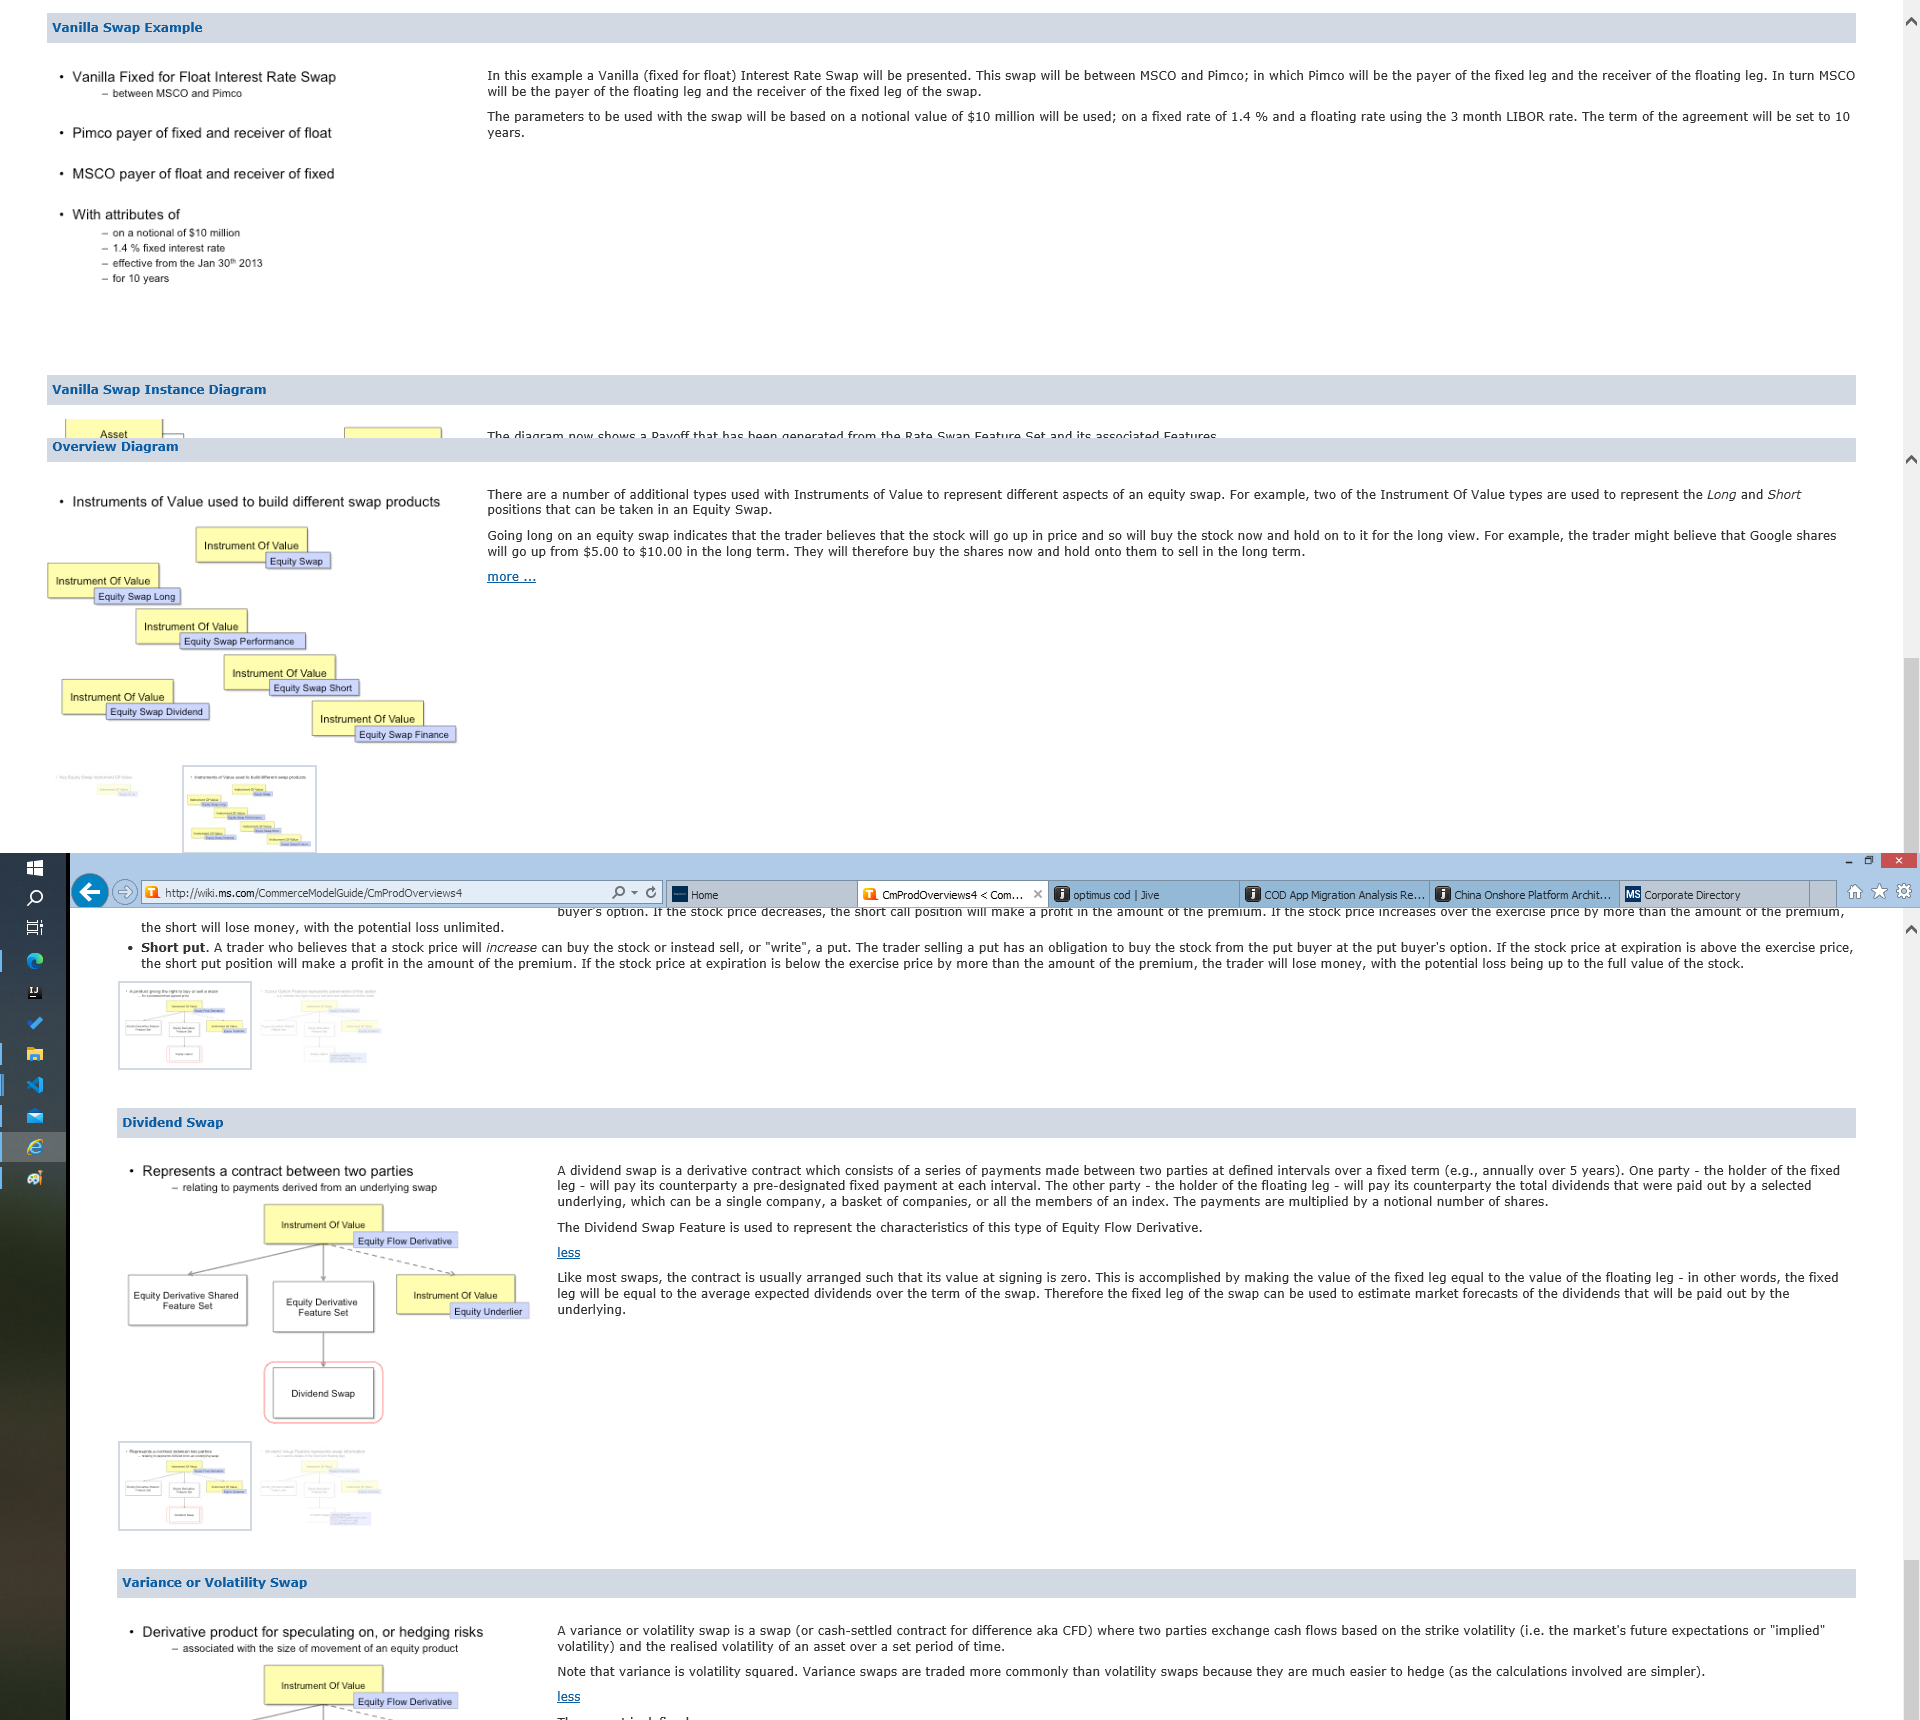 Vanilla Swap Example
• Vanilla Fixed for Float Interest Rate Swap
– between MSCO and Pimco
• Pimco payer of fixed and receiver of float
• MSCO payer of float and receiver of fixed
• With attributes of
– on a notional of $10 million
– 1.4 % fixed interest rate
– effective from the Jan 30th 2013
– for 10 years
In this example a Vanilla (fixed for float) Interest Rate Swap will be presented. This swap will be between MSCO and Pimco; in which Pimco will be the payer of the fixed leg and the receiver of the floating leg. In turn MSCO
will be the payer of the floating leg and the receiver of the fixed leg of the swap.
The parameters to be used with the swap will be based on a notional value of $10 million will be used; on a fixed rate of 1.4 % and a floating rate using the 3 month LIBOR rate. The term of the agreement will be set to 10
years.
Vanilla Swap Instance Diagram
Asset
The diagram now shows a Payoff that has been generated from the Rate Swap Feature Set and its associated Features.
Overview Diagram
• Instruments of Value used to build different swap products
Instrument Of Value
Equity Swap
Instrument Of Value
Equity Swap Long
Instrument Of Value
Equity Swap Performance
Instrument Of Value
Equity Swap Short
Instrument Of Value
Equity Swap Dividend
Instrument Of Value
Equity Swap Finance
There are a number of additional types used with Instruments of Value to represent different aspects of an equity swap. For example, two of the Instrument Of Value types are used to represent the Long and Short
positions that can be taken in an Equity Swap.
Going long on an equity swap indicates that the trader believes that the stock will go up in price and so will buy the stock now and hold on to it for the long view. For example, the trader might believe that Google shares
will go up from $5.00 to $10.00 in the long term. They will therefore buy the shares now and hold onto them to sell in the long term.
more ...
http://wiki.ms.com/CommerceModelGuide/CmProdOverviews4
Home
CmProdOverviews4 < Com...
optimus cod | Jive
COD App Migration Analysis Re...
China Onshore Platform Archit...
MS Corporate Directory
buyer's option. If the stock price decreases, the short call position will make a profit in the amount of the premium. If the stock price increases over the exercise price by more than the amount of the premium,
the short will lose money, with the potential loss unlimited.
• Short put. A trader who believes that a stock price will increase can buy the stock or instead sell, or "write", a put. The trader selling a put has an obligation to buy the stock from the put buyer at the put buyer's option. If the stock price at expiration is above the exercise price,
the short put position will make a profit in the amount of the premium. If the stock price at expiration is below the exercise price by more than the amount of the premium, the trader will lose money, with the potential loss being up to the full value of the stock.
Dividend Swap
• Represents a contract between two parties
– relating to payments derived from an underlying swap
Instrument Of Value
Equity Flow Derivative
Equity Derivative Shared
Feature Set
Equity Derivative
Feature Set
Instrument Of Value
Equity Underlier
Dividend Swap
A dividend swap is a derivative contract which consists of a series of payments made between two parties at defined intervals over a fixed term (e.g., annually over 5 years). One party - the holder of the fixed
leg - will pay its counterparty a pre-designated fixed payment at each interval. The other party - the holder of the floating leg - will pay its counterparty the total dividends that were paid out by a selected
underlying, which can be a single company, a basket of companies, or all the members of an index. The payments are multiplied by a notional number of shares.
The Dividend Swap Feature is used to represent the characteristics of this type of Equity Flow Derivative.
less
Like most swaps, the contract is usually arranged such that its value at signing is zero. This is accomplished by making the value of the fixed leg equal to the value of the floating leg - in other words, the fixed
leg will be equal to the average expected dividends over the term of the swap. Therefore the fixed leg of the swap can be used to estimate market forecasts of the dividends that will be paid out by the
underlying.
Variance or Volatility Swap
• Derivative product for speculating on, or hedging risks
– associated with the size of movement of an equity product
Instrument Of Value
Equity Flow Derivative
A variance or volatility swap is a swap (or cash-settled contract for difference aka CFD) where two parties exchange cash flows based on the strike volatility (i.e. the market's future expectations or "implied"
volatility) and the realised volatility of an asset over a set period of time.
Note that variance is volatility squared. Variance swaps are traded more commonly than volatility swaps because they are much easier to hedge (as the calculations involved are simpler).
less